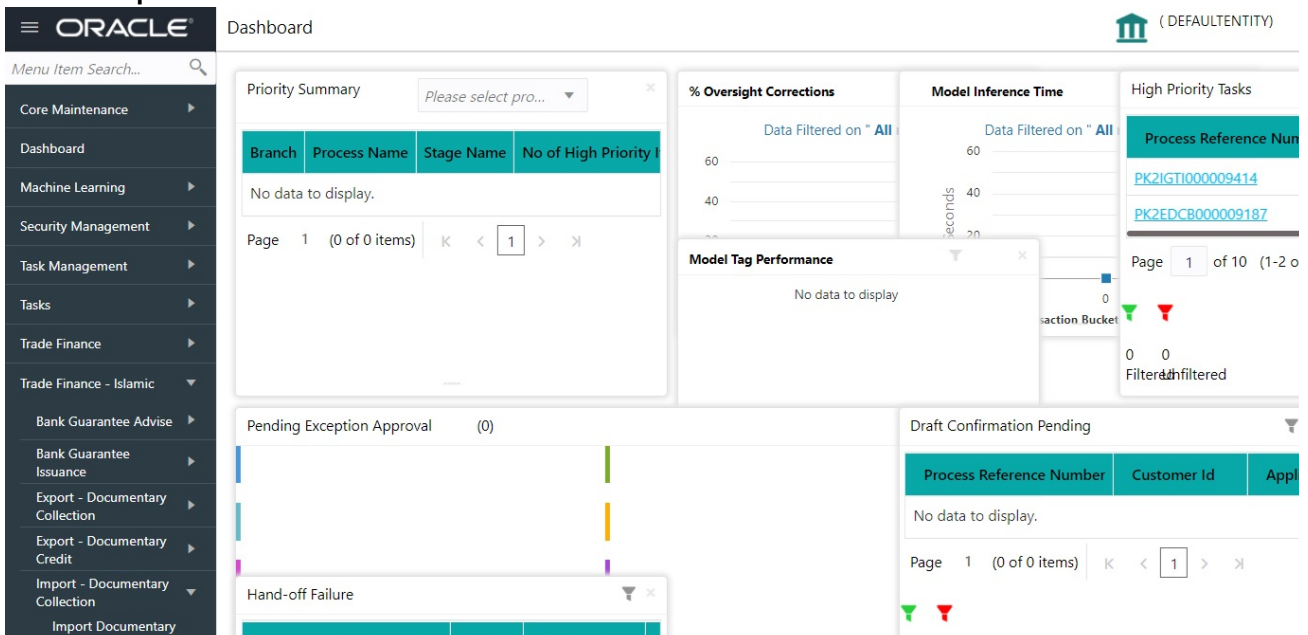 ORACLE
Dashboard
( DEFAULTENTITY)
Menu Item Search...
Core Maintenance
Dashboard
Machine Learning
Security Management
Task Management
Tasks
Trade Finance
Trade Finance - Islamic
Bank Guarantee Advise
Bank Guarantee
Issuance
Export - Documentary
Collection
Export - Documentary
Credit
Import - Documentary
Collection
Import Documentary
Priority Summary
Please select pro...
Branch Process Name Stage Name No of High Priority
No data to display.
Page 1 (0 of 0 items) 1
% Oversight Corrections
Data Filtered on " All
60
40
Model Inference Time
Data Filtered on " All
60
40
20
Seconds
0
saction Bucket
Model Tag Performance
No data to display
High Priority Tasks
Process Reference Num
PK2IGTI000009414
PK2EDCB000009187
Page 1 of 10 (1-2 o
0 0
Filtered Unfiltered
Pending Exception Approval (0)
Draft Confirmation Pending
Process Reference Number Customer Id Appli
No data to display.
Page 1 (0 of 0 items) 1
Hand-off Failure